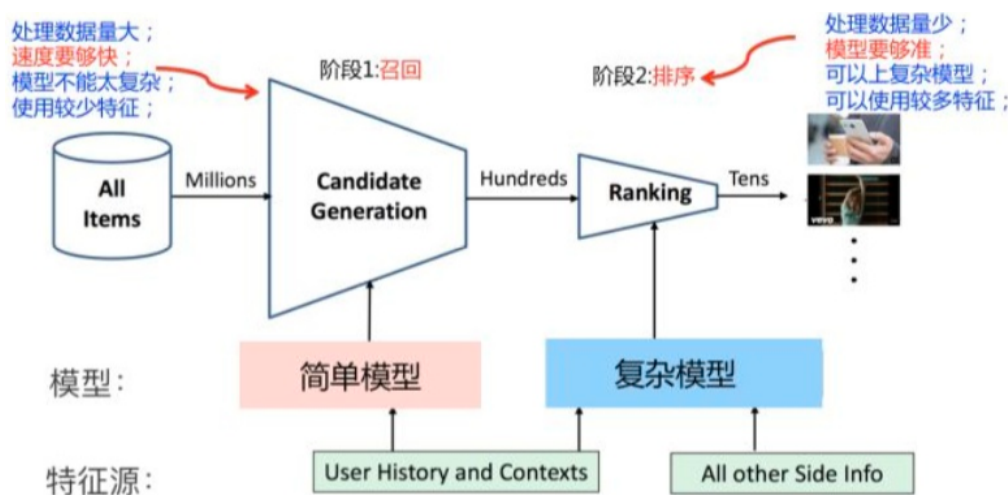 处理数据量大；
速度要够快；
模型不能太复杂；
使用较少特征；
阶段1:召回
阶段2:排序
处理数据量少；
模型要够准；
可以上复杂模型；
可以使用较多特征；
All
Items
Millions
Candidate
Generation
Hundreds
Ranking
Tens
vevo
模型：
简单模型
复杂模型
特征源：
User History and Contexts
All other Side Info